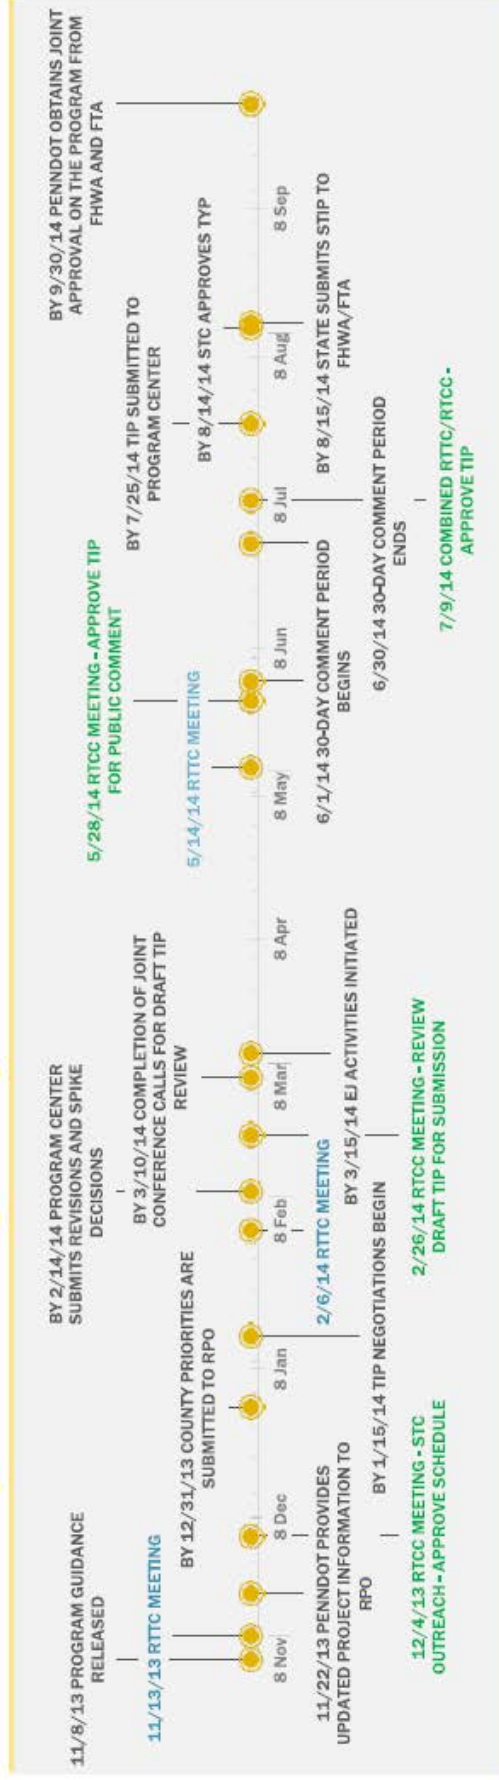 11/8/13 PROGRAM GUIDANCE
RELEASED
11/13/13 RTTC MEETING
11/22/13 PENNDOT PROVIDES
UPDATED PROJECT INFORMATION TO
RPO
12/4/13 RTCC MEETING - STC
OUTREACH - APPROVE SCHEDULE
BY 12/31/13 COUNTY PRIORITIES ARE
SUBMITTED TO RPO
BY 1/15/14 TIP NEGOTIATIONS BEGIN
2/6/14 RTTC MEETING
BY 2/14/14 PROGRAM CENTER
SUBMITS REVISIONS AND SPIKE
DECISIONS
2/26/14 RTCC MEETING - REVIEW
DRAFT TIP FOR SUBMISSION
BY 3/10/14 COMPLETION OF JOINT
CONFERENCE CALLS FOR DRAFT TIP
REVIEW
BY 3/15/14 EJ ACTIVITIES INITIATED
5/14/14 RTTC MEETING
5/28/14 RTCC MEETING - APPROVE TIP
FOR PUBLIC COMMENT
6/1/14 30-DAY COMMENT PERIOD
BEGINS
6/30/14 30-DAY COMMENT PERIOD
ENDS
7/9/14 COMBINED RTTC/RTCC -
APPROVE TIP
BY 7/25/14 TIP SUBMITTED TO
PROGRAM CENTER
BY 8/14/14 STC APPROVES TYP
BY 8/15/14 STATE SUBMITS STIP TO
FHWA/FTA
BY 9/30/14 PENNDOT OBTAINS JOINT
APPROVAL ON THE PROGRAM FROM
FHWA AND FTA
8 Nov
8 Dec
8 Jan
8 Feb
8 Mar
8 Apr
8 May
8 Jun
8 Jul
8 Aug
8 Sep